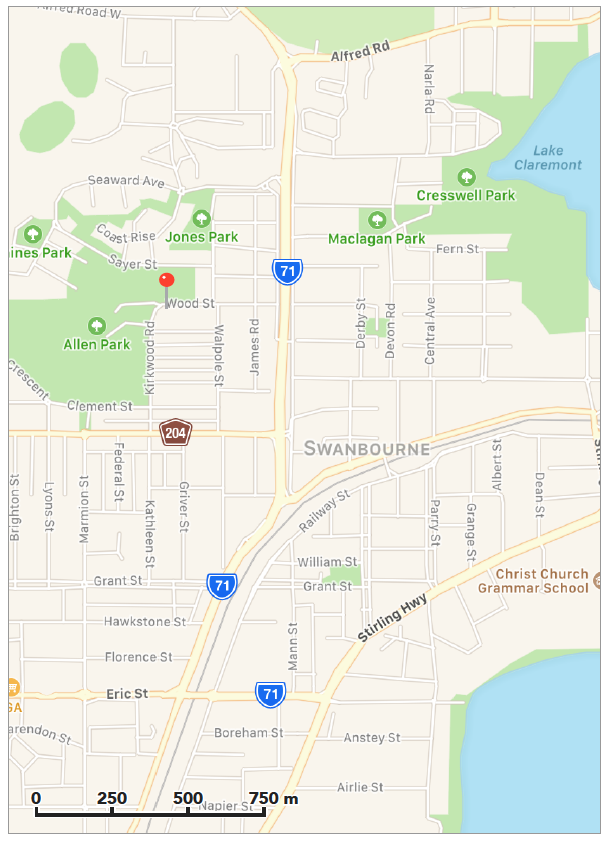 Alfred Road W
Alfred Rd
Narla Rd
Lake
Claremont
Seaward Ave
Cresswell Park
Coast Rise
Jones Park
Maclagan Park
ines Park
Fern St
Sayer St
71
Wood St
Allen Park
Kirkwood Rd
Walpole St
James Rd
Derby St
Devon Rd
Central Ave
Crescent
Clement St
204
SWANBOURNE
Brighton St
Lyons St
Marmion St
Federal St
Kathleen St
Griver St
Railway St
Parry St
Grange St
Albert St
Dean St
William St
Grant St
71
Grant St
Christ Church
Grammar School
Hawkstone St
Stirling Hwy
Florence St
Mann St
Eric St
71
GA
arendon St
Boreham St
Anstey St
Airlie St
0 250 500 750 m
Napier St